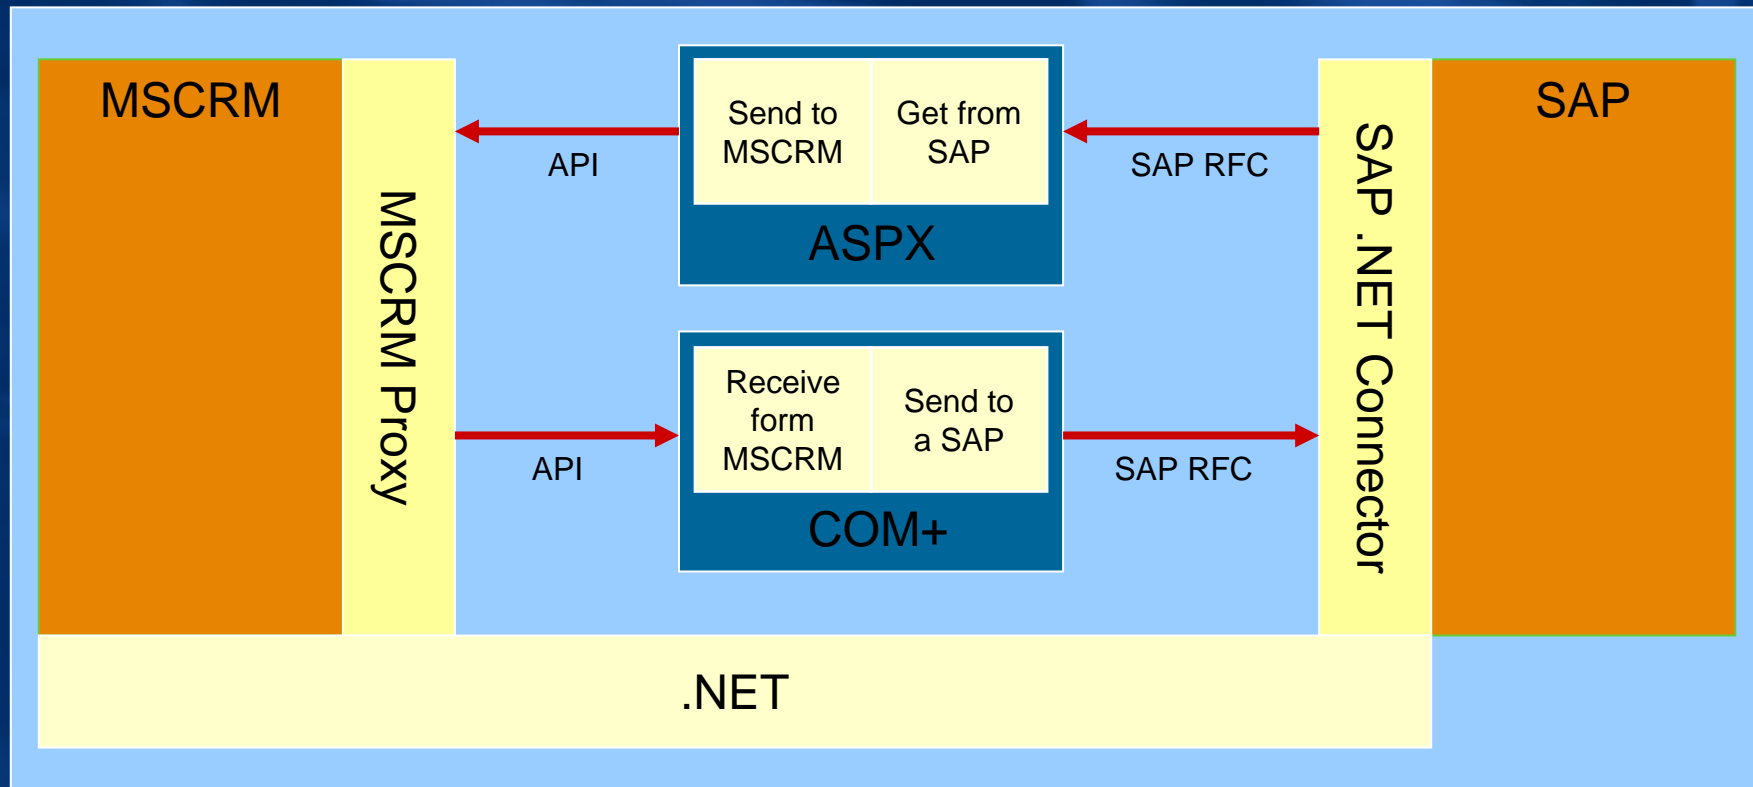 MSCRM
MSCRM Proxy
API
Send to
MSCRM
Get from
SAP
ASPX
SAP RFC
API
Receive
form
MSCRM
Send to
a SAP
COM+
SAP RFC
SAP .NET Connector
SAP
.NET